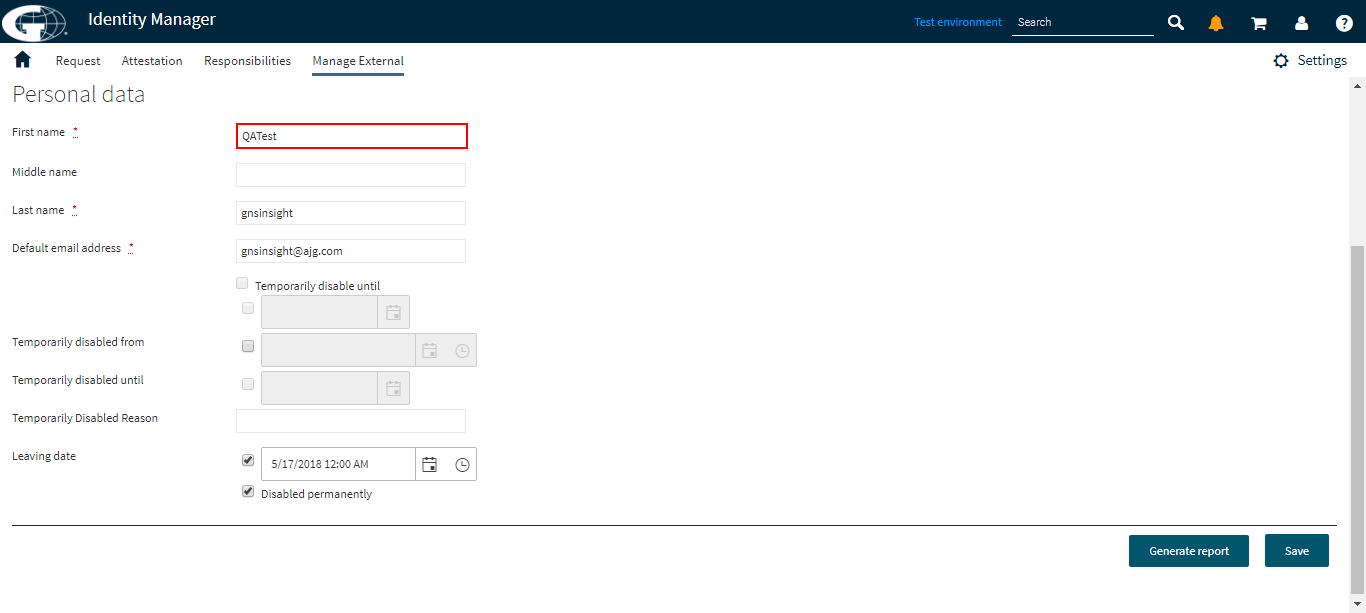 Identity Manager
Test environment
Search
Request Attestation Responsibilities Manage External
Settings
Personal data
First name *
QATest
Middle name
Last name *
gnsinsight
Default email address *
gnsinsight@ajg.com
Temporarily disable until
Temporarily disabled from
Temporarily disabled until
Temporarily Disabled Reason
Leaving date
5/17/2018 12:00 AM
Disabled permanently
Generate report
Save